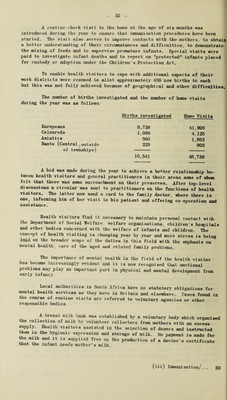 - 32 -
A routine check visit to the home at the age of six months was
introduced during the year to ensure that immunisation procedures have been
started. The visit also serves to improve contacts with the mothers, to obtain
a better understanding of their circumstances and difficulties, to demonstrate
the mixing of feeds and to supervise premature infants. Special visits were
paid to investigate infant deaths and to report on "protected" infants placed
for custody or adoption under the Children's Protection Act.
To enable health visitors to cope with additional aspects of their
work districts were rezoned to allot approximately 450 new births to each
but this was not fully achieved because of geographical and other difficulties.
The number of births investigated and the number of home visits
during the year was as follows:
Births investigated Home Visits
Europeans 8,738 41,906
Coloureds 1,086 4,125
Asiatics 500 1,803
Bantu (Central, outside 229 902
of townships)
10,541 48,736
A bid was made during the year to achieve a better relationship be-
tween health visitors and general practitioners in their areas some of whom
felt that there was some encroachment on their preserves. After top-level
discussions a circular was sent to practitioners on the functions of health
visitors. The latter now send a card to the family doctor, where there is
one, informing him of her visit to his patient and offering co-operation and
assistance.
Health visitors find it necessary to maintain personal contact with
the Department of Social Welfare, welfare organisations, children's hospitals
and other bodies concerned with the welfare of infants and children. The
concept of health visiting is changing year by year and more stress is being
laid on the broader scope of the duties in this field with the emphasis on
mental health, care of the aged and related family problems.
The importance of mental health in the field of the health visitor
has become increasingly evident and it is now recognised that emotional
problems may play an important part in physical and mental development from
early infancy
Local authorities in South Africa have no statutory obligations for
mental health services as they have in Britain and elsewhere. Cases found in
the course of routine visits are referred to voluntary agencies or other
responsible bodies.
A breast milk bank was established by a voluntary body which organised
the collection of milk by volunteer collectors from mothers with an excess
supply. Health visitors assisted in the selection of donors and instructed
them in the hygienic expression and storage of milk. No payment is made for
the milk and it is supplied free on the production of a doctor's certificate
that the infant needs mother's milk.
(iii) Immunisation/...